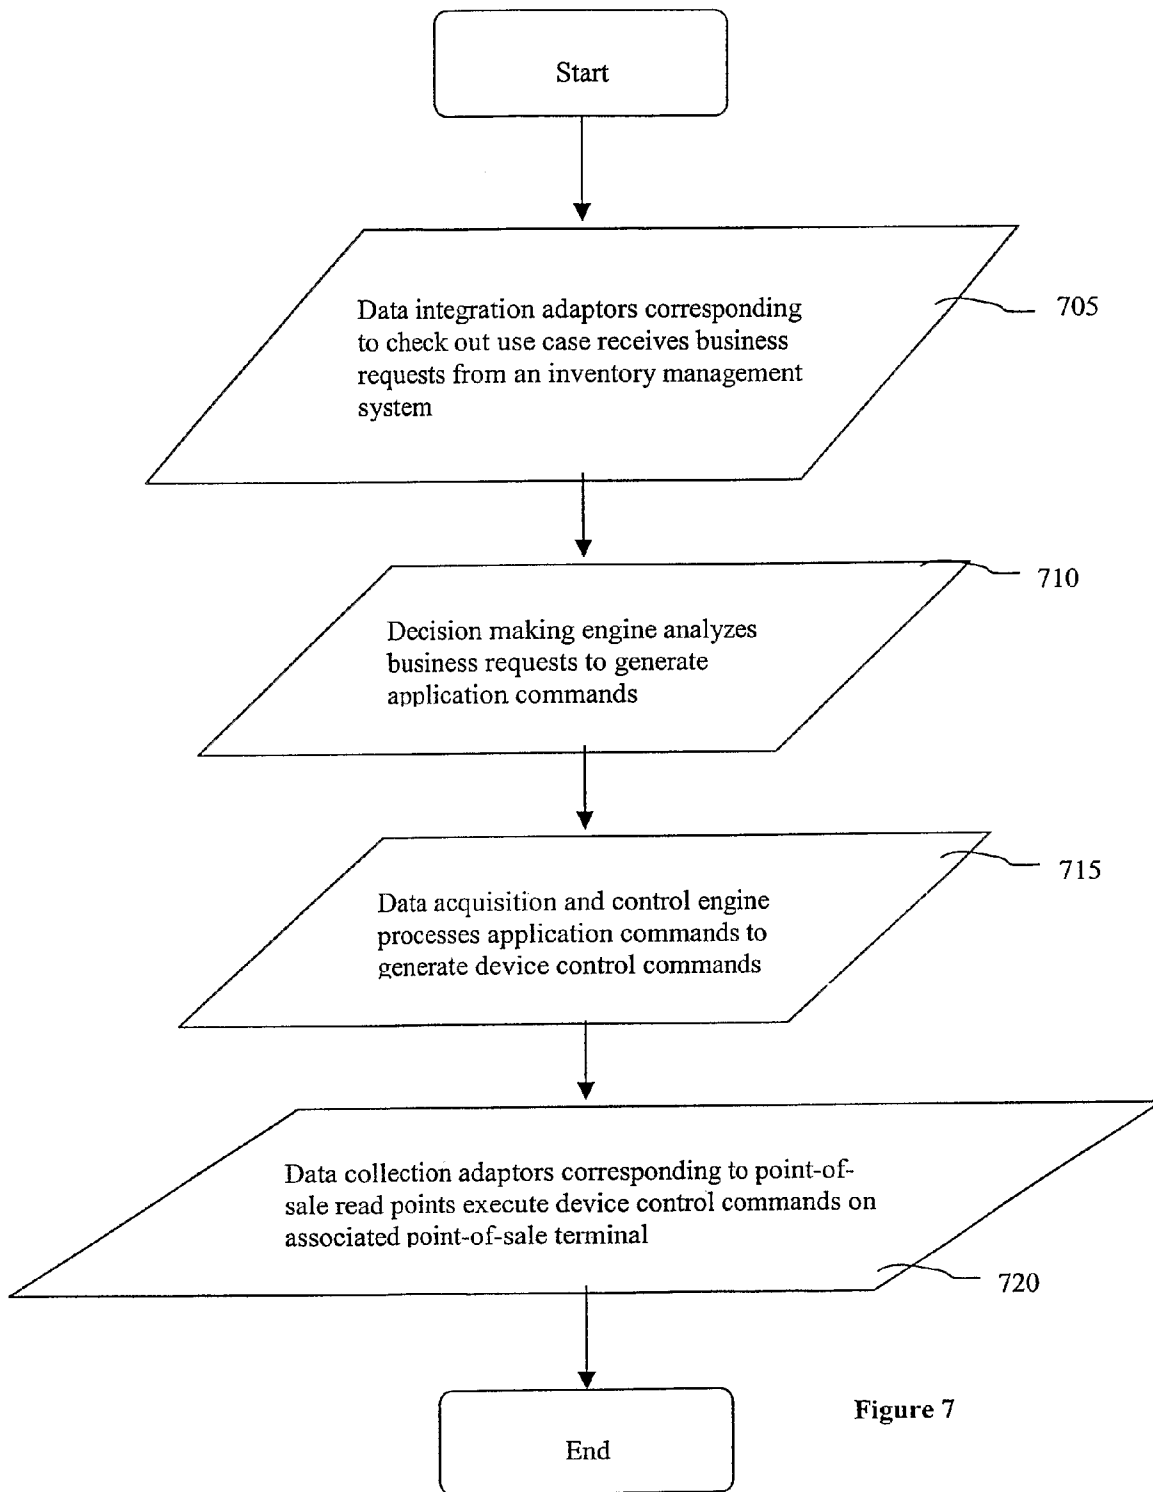 Start
Data integration adaptors corresponding
to check out use case receives business
requests from an inventory management
system
705
710
Decision making engine analyzes
business requests to generate
application commands
715
Data acquisition and control engine
processes application commands to
generate device control commands
Data collection adaptors corresponding to point-of-
sale read points execute device control commands on
associated point-of-sale terminal
720
Figure 7
End